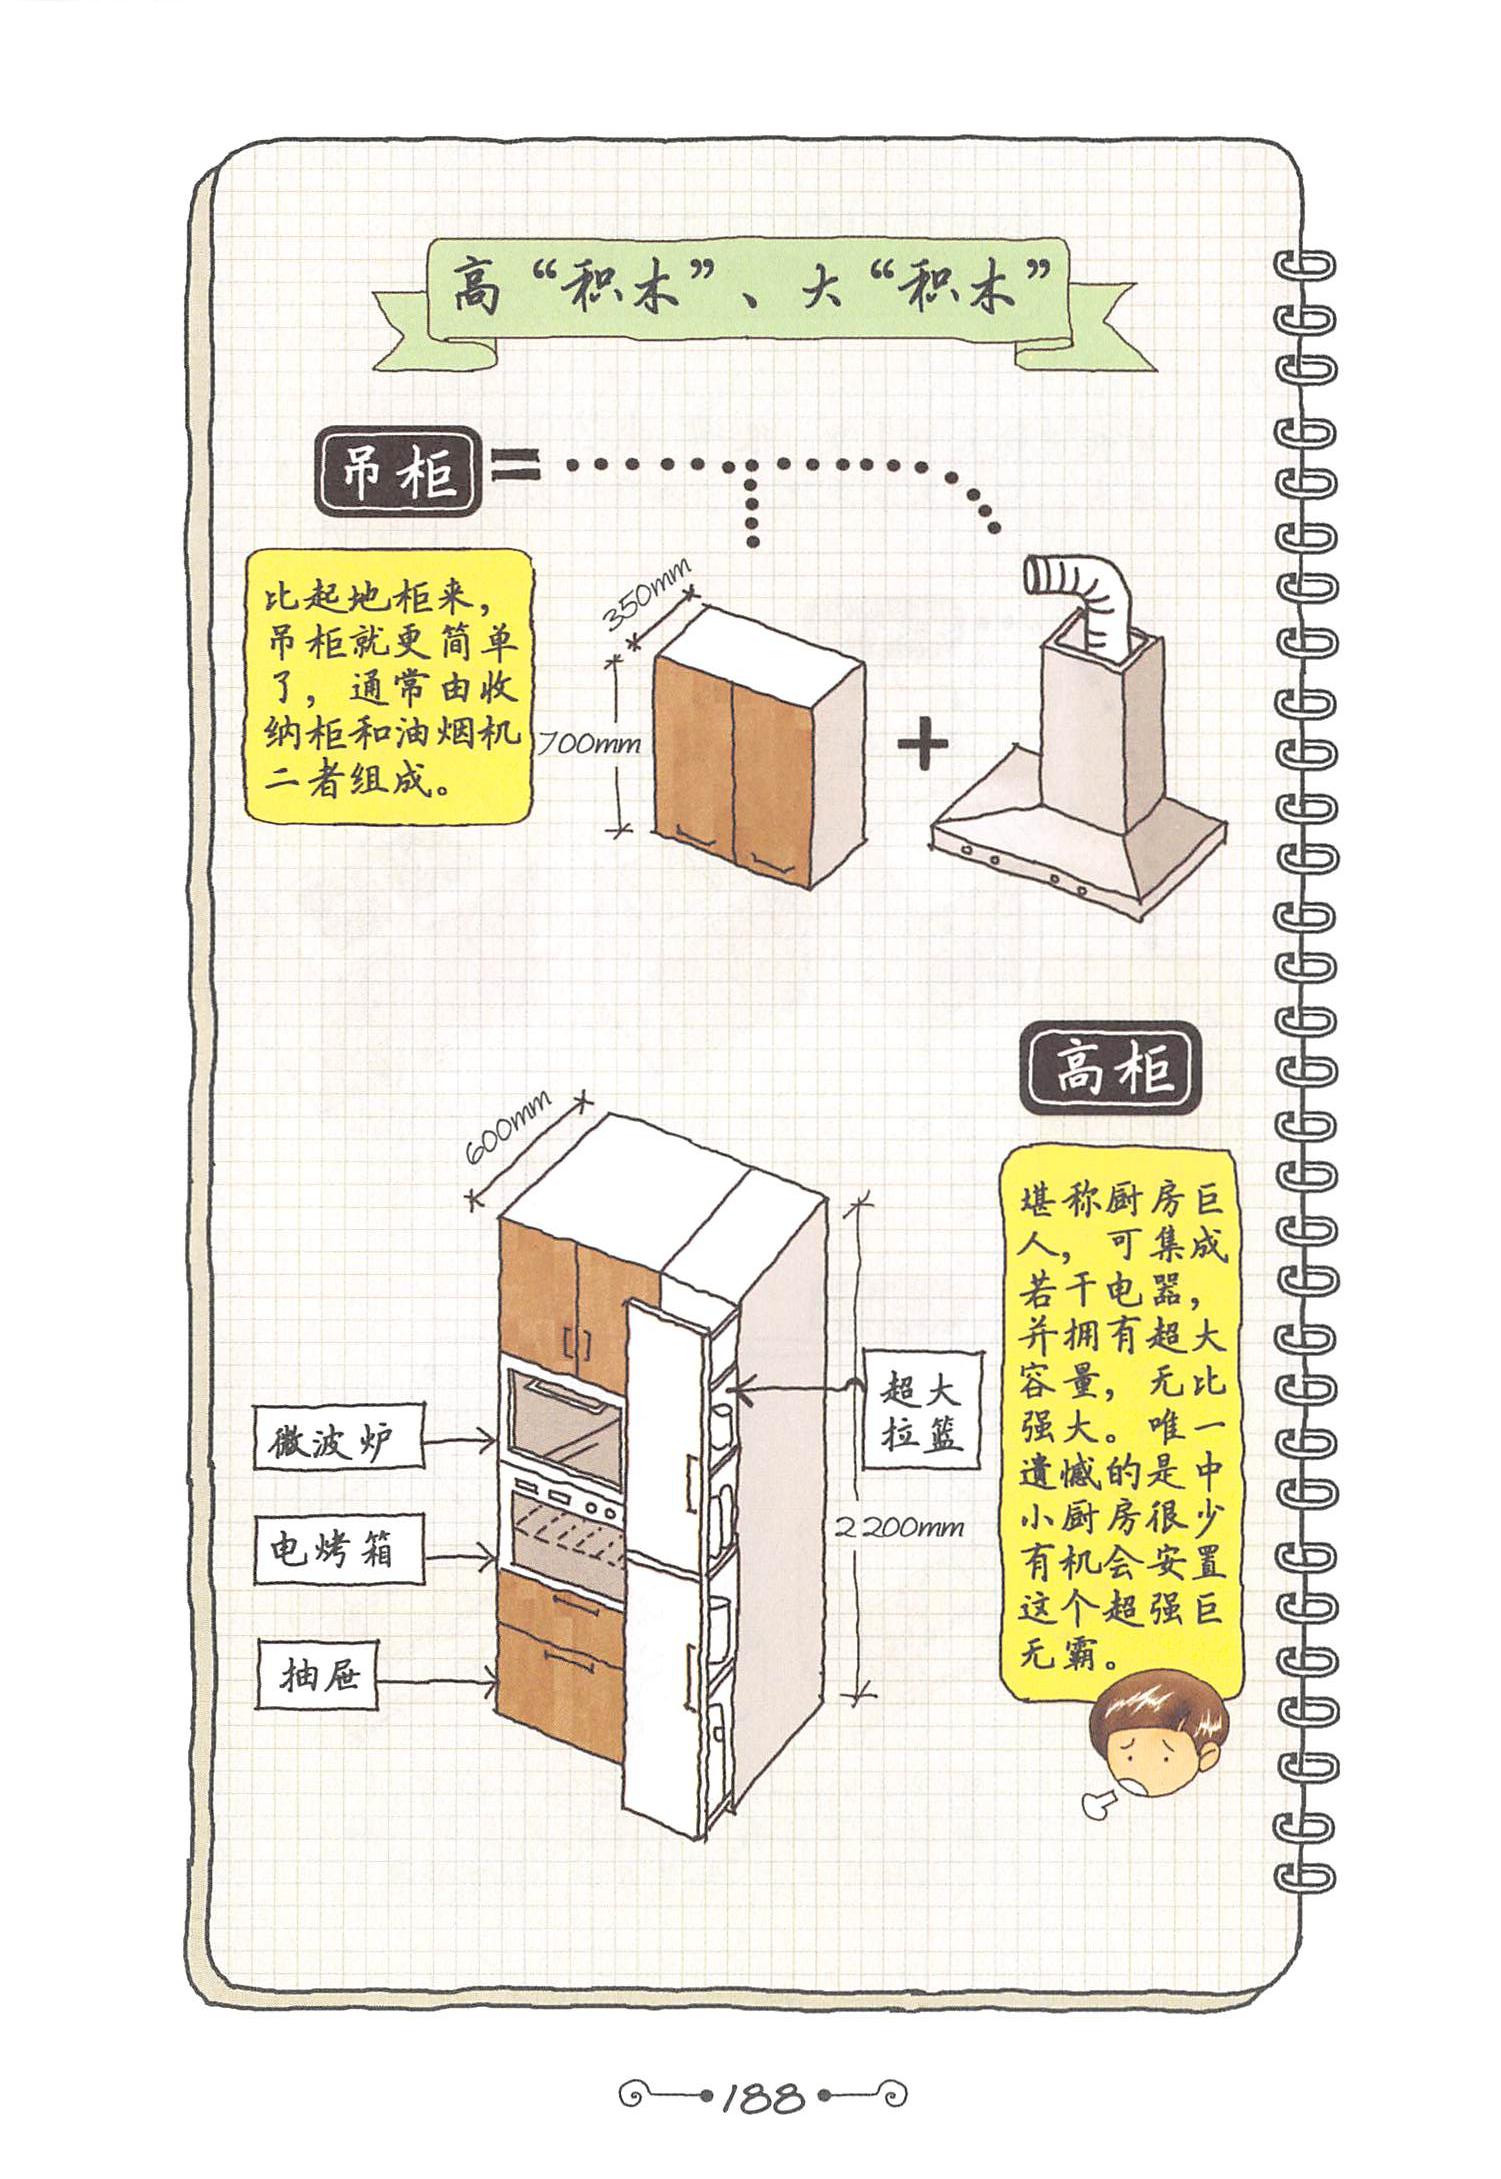 高“积木”、大“积木”
吊柜=
比起地柜来，
吊柜就更简单
了，通常由收
纳柜和油烟机
二者组成。
350mm
700mm
+
高柜
堪称厨房巨
人，可集成
若干电器，
并拥有超大
容量，无比
强大。唯一
遗憾的是中
小厨房很少
有机会安置
这个超强巨
无霸。
600mm
2200mm
超大
拉篮
微波炉
电烤箱
抽屉
188